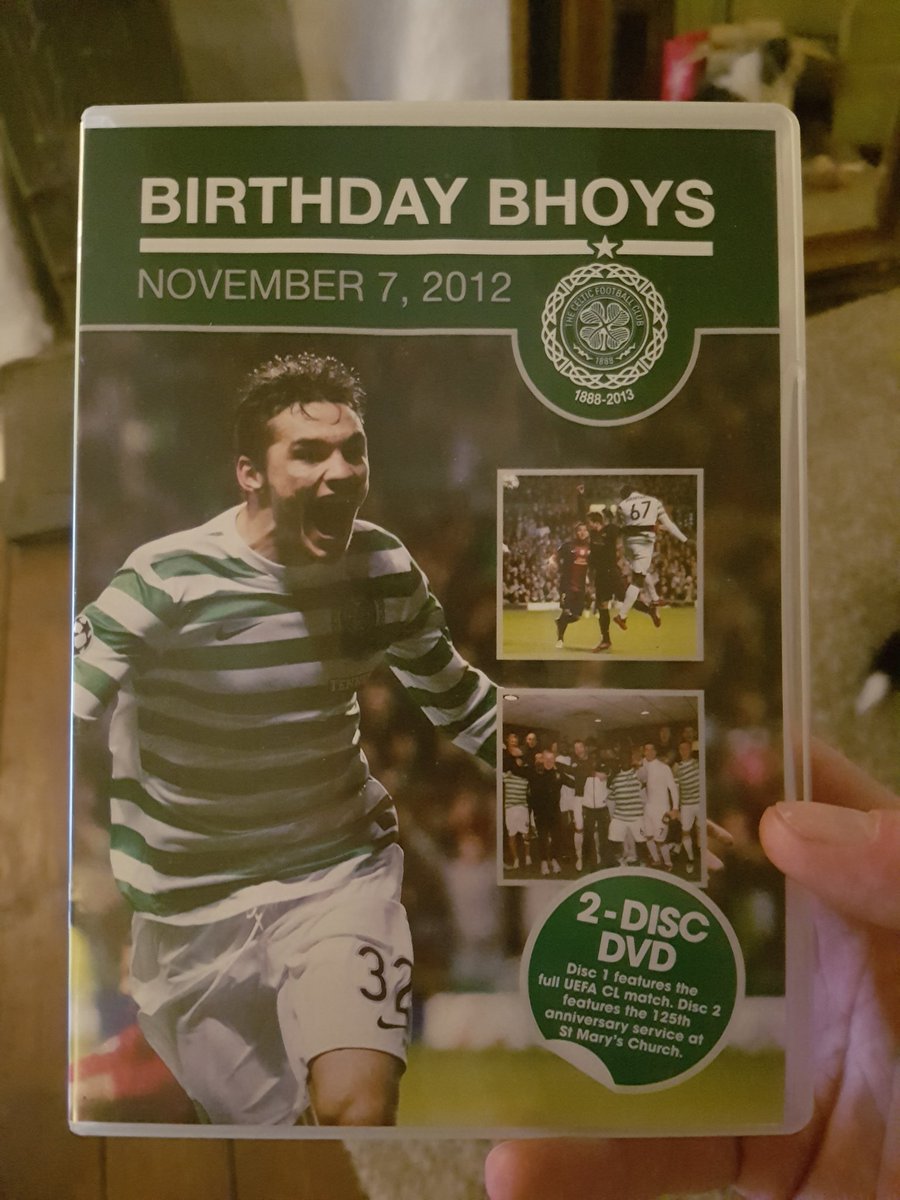 BIRTHDAY BHOYS
NOVEMBER 7, 2012
THE CELTIC FOOTBALL CLUB
1888
1888-2013
67
32
2-DISC
DVD
Disc 1 features the
full UEFA CL match. Disc 2
features the 125th
anniversary service at
St Mary's Church.